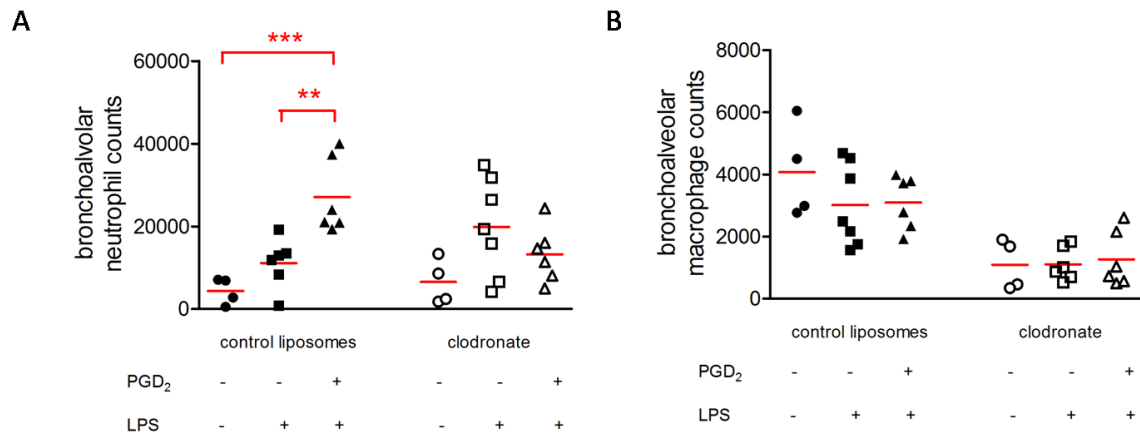 A
***
**
60000
40000
20000
0
bronchoalvolar
neutrophil counts
control liposomes clodronate
PGD2 - - + - - +
LPS - + + - + +
B
8000
6000
4000
2000
0
bronchoalveolar
macrophage counts
control liposomes clodronate
PGD2 - - + - - +
LPS - + + - + +